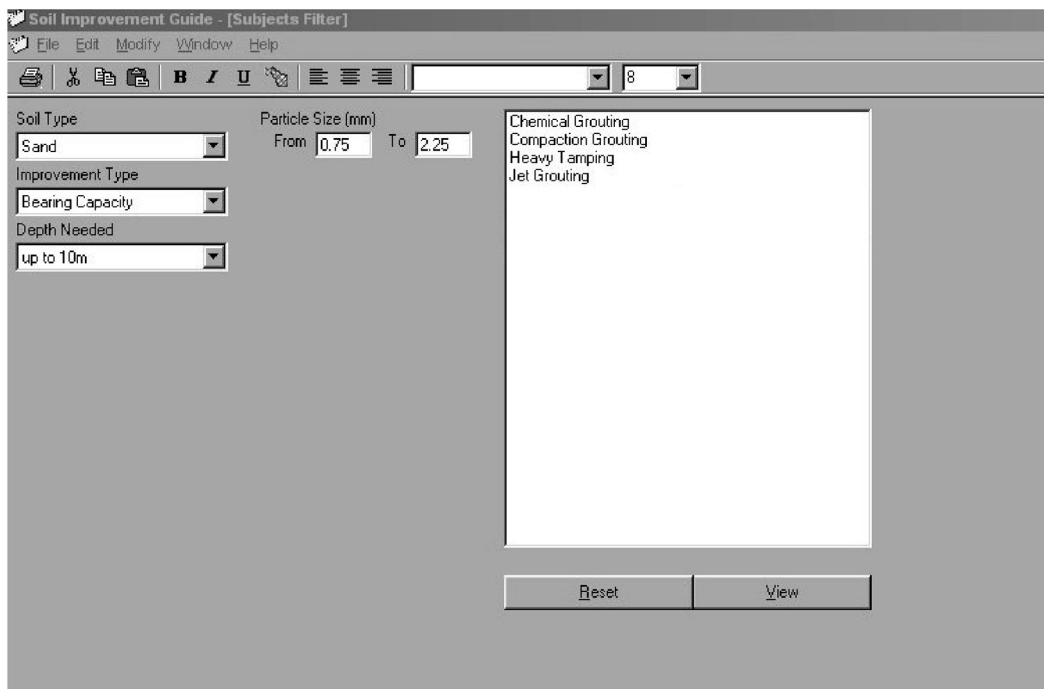 Soil Improvement Guide - [Subjects Filter]
File Edit Modify Window Help
B I U 8
Soil Type
Sand
Improvement Type
Bearing Capacity
Depth Needed
up to 10m
Particle Size (mm)
From 0.75 To 2.25
Chemical Grouting
Compaction Grouting
Heavy Tamping
Jet Grouting
Reset View